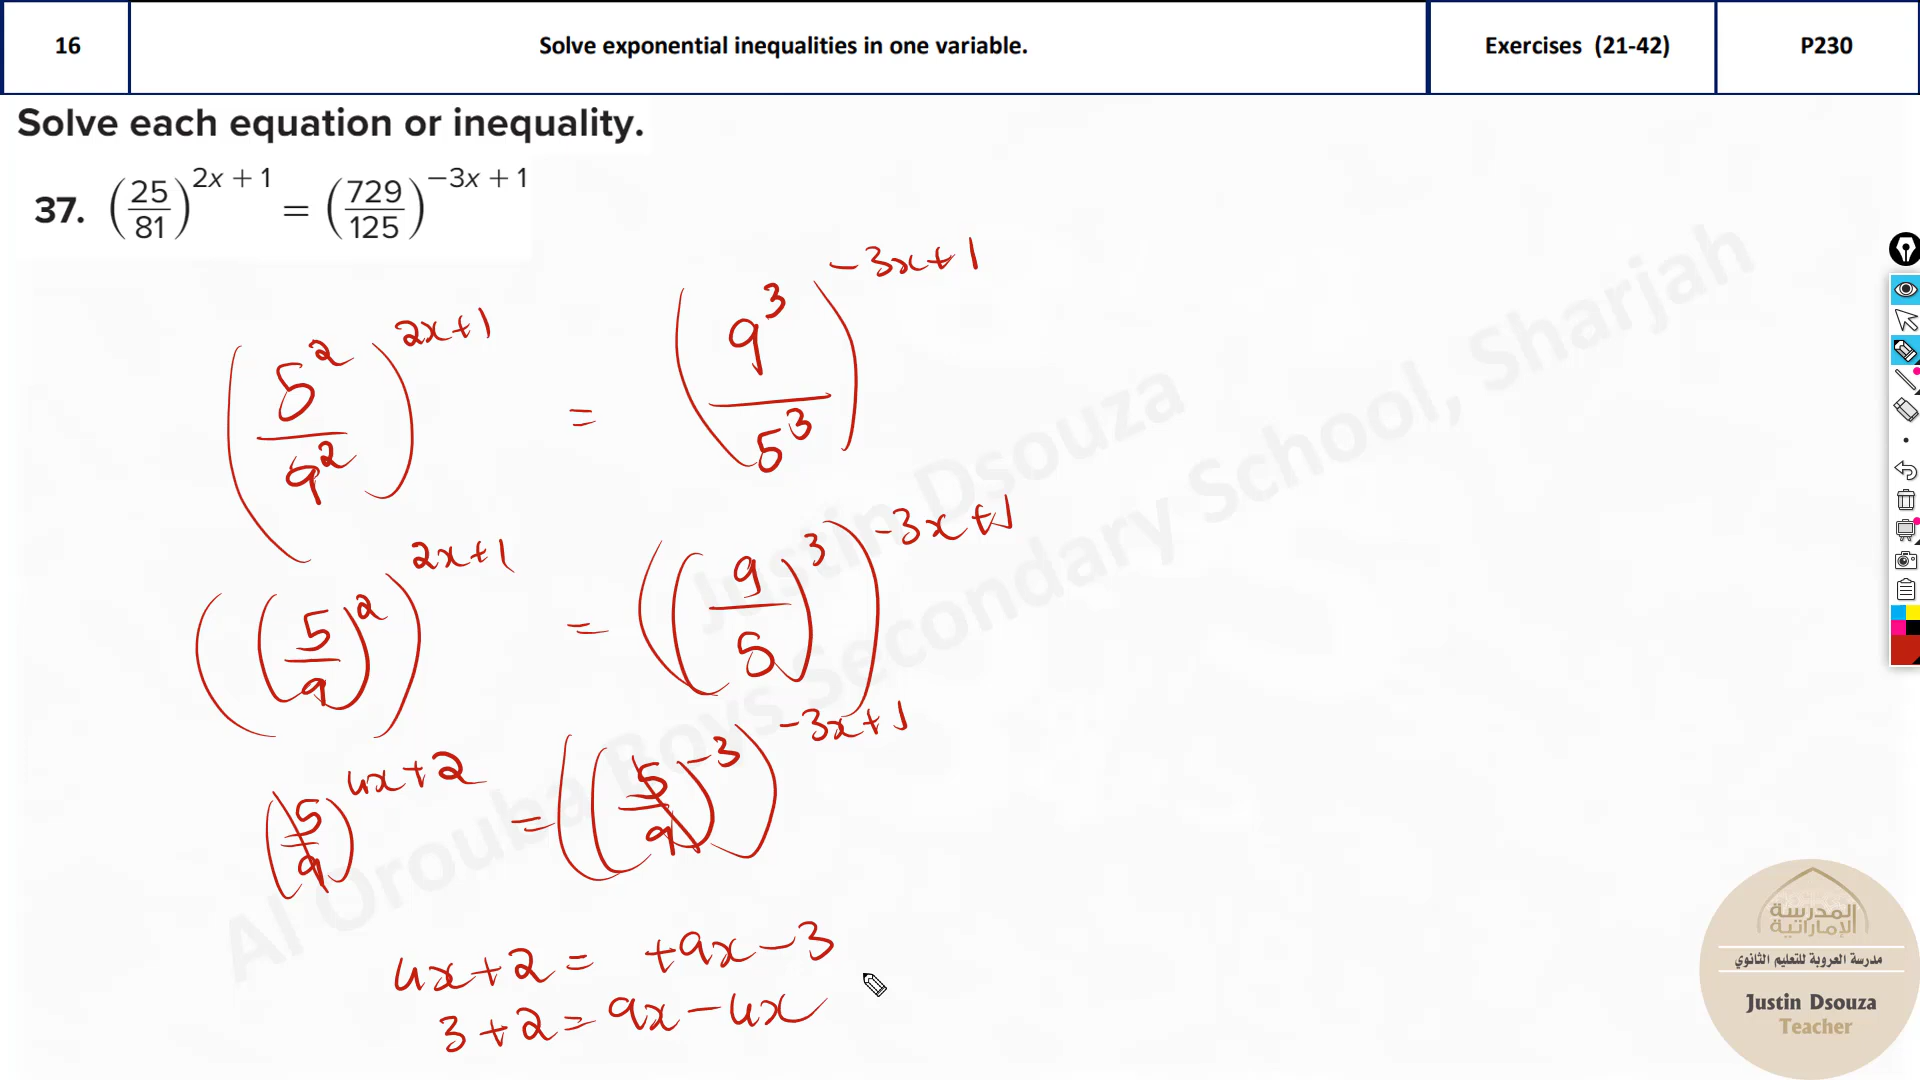 16 Solve exponential inequalities in one variable. Exercises (21-42) P230
Solve each equation or inequality.
37. (25/81)^(2x + 1) = (729/125)^(−3x + 1)
(5²/9²)^(2x+1) = (9³/5³)^(−3x+1)
((5/9)²)^(2x+1) = ((9/5)³)^(−3x+1)
(5/9)^(4x+2) = ((5/9)^(−3))^(−3x+1)
4x+2 = +9x−3
3+2 = 9x−4x
Justin Dsouza
Al Orouba Boys Secondary School, Sharjah
المدرسة
الإماراتية
مدرسة العروبة للتعليم الثانوي
Justin Dsouza
Teacher